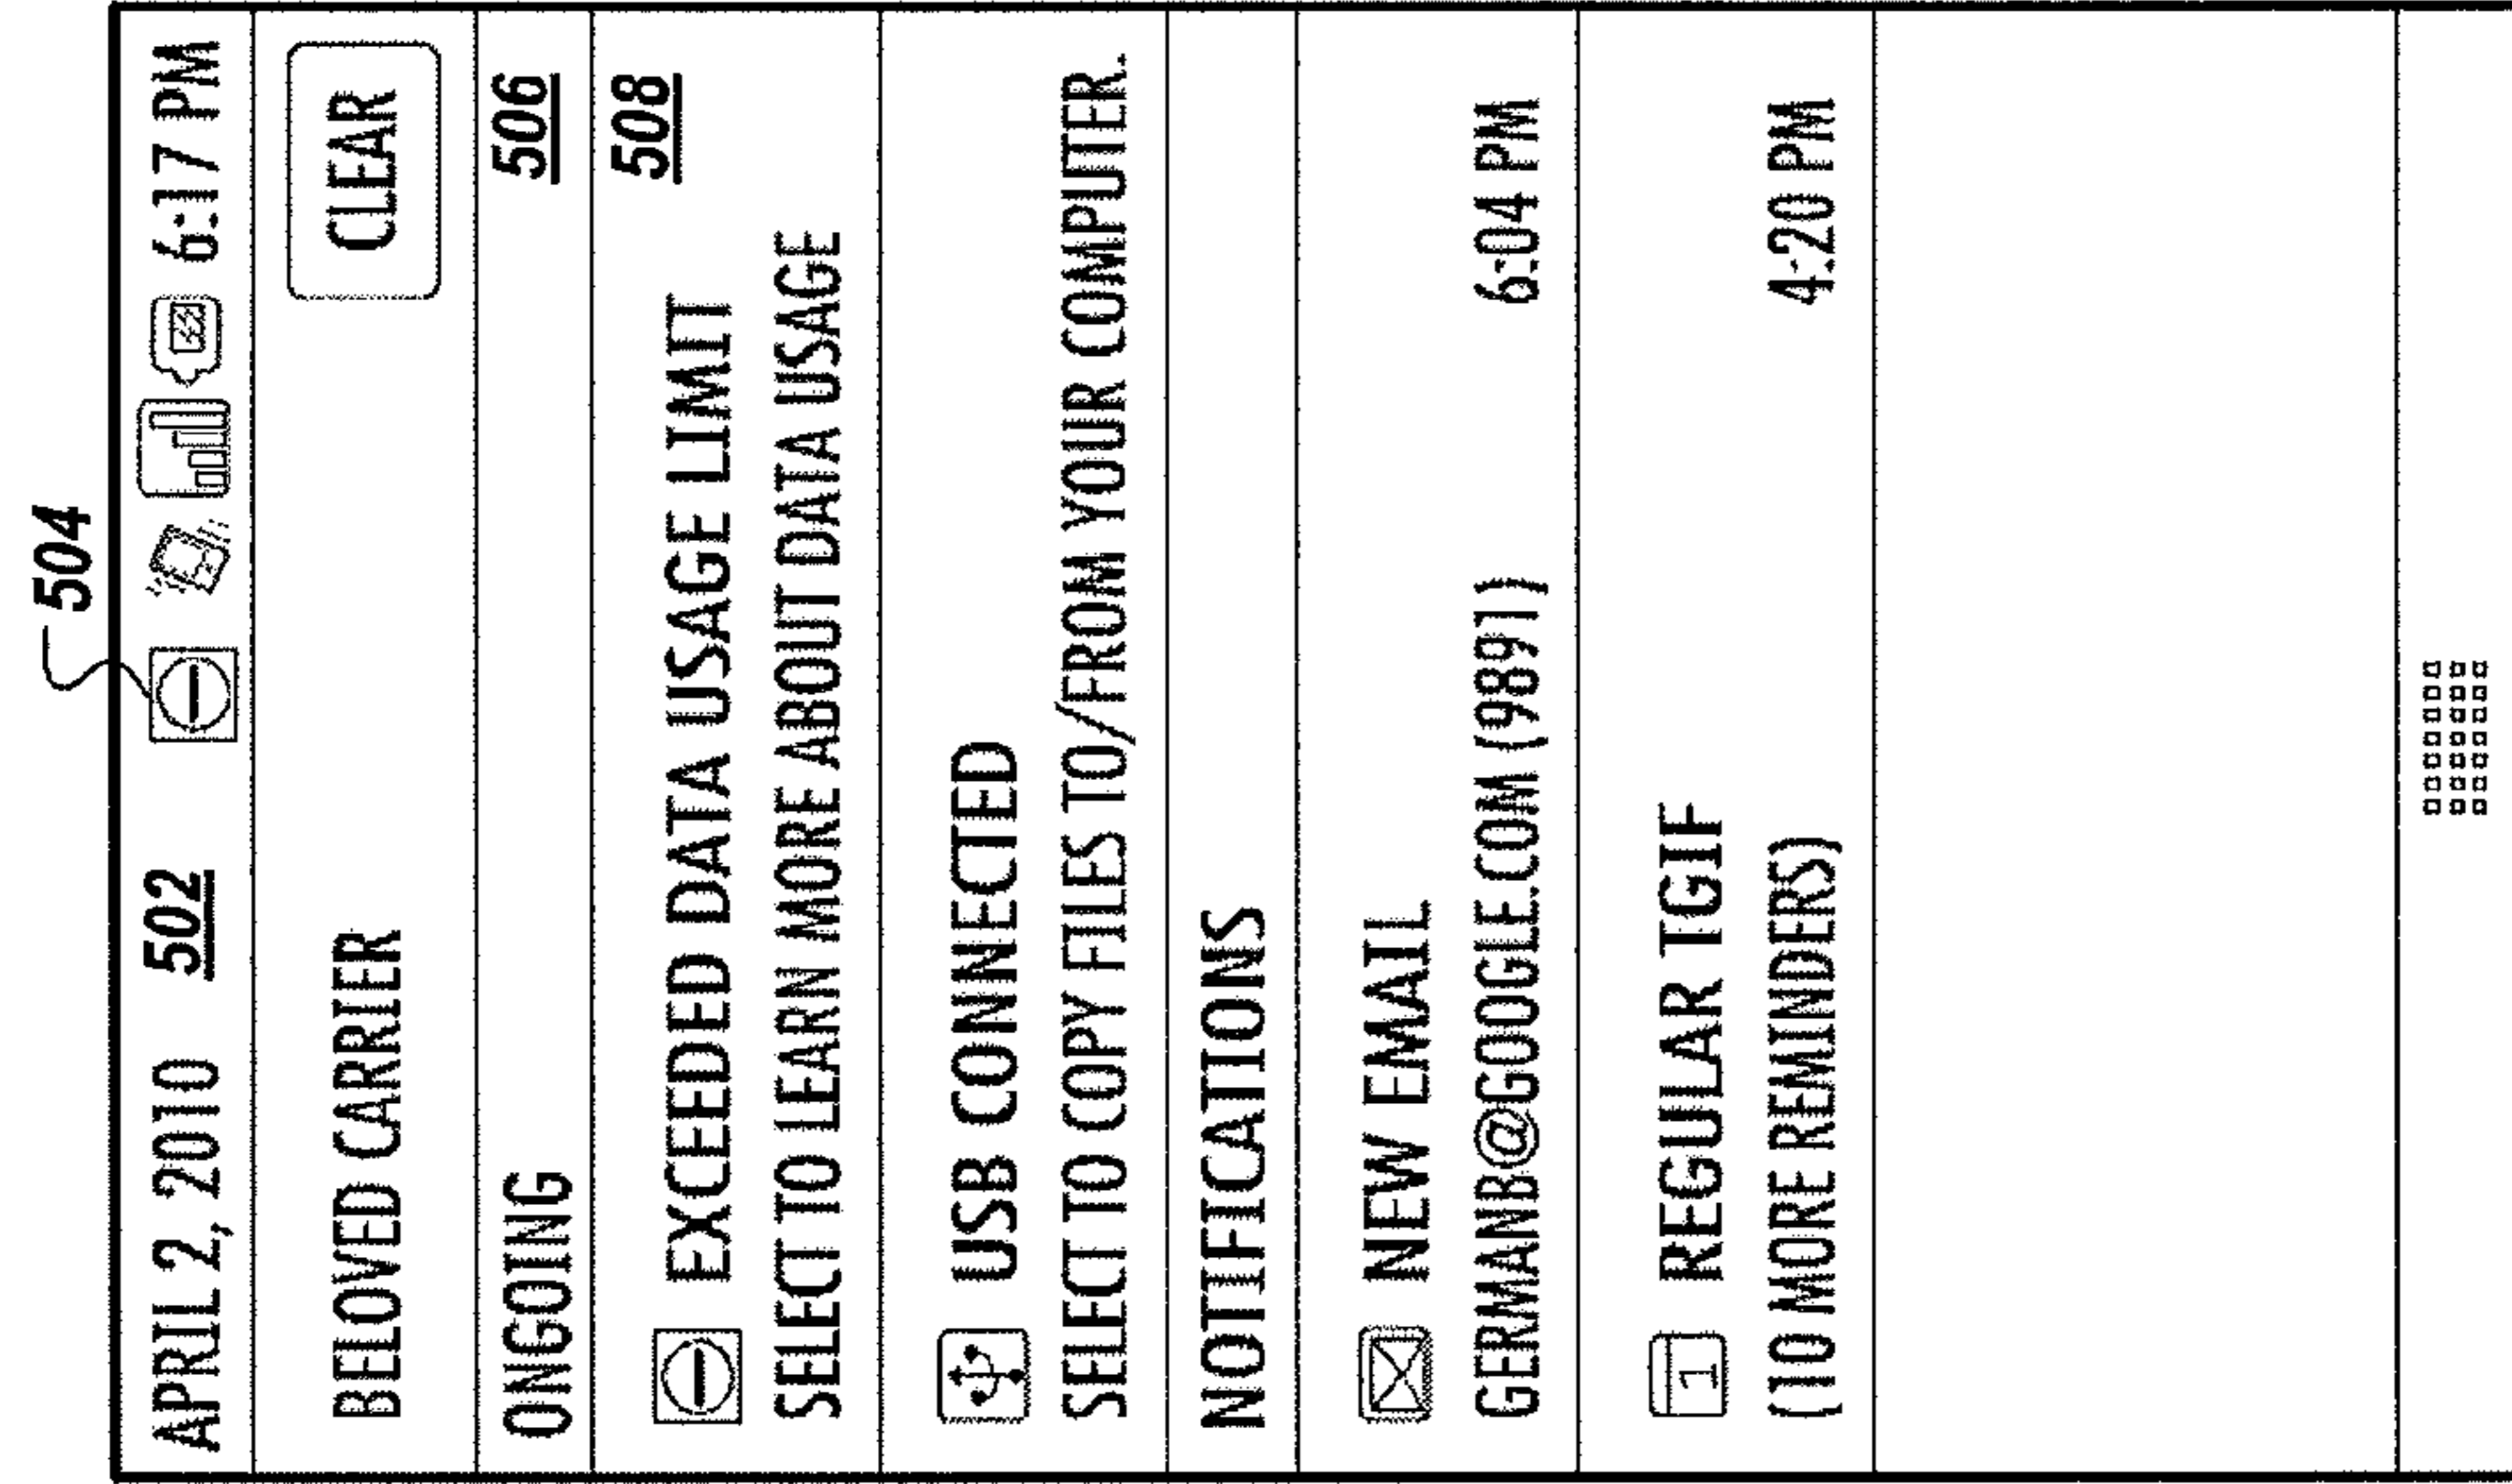 504
APRIL 2, 2010 502 6:17 PM
BELOVED CARRIER CLEAR
ONGOING 506
508
EXCEEDED DATA USAGE LIMIT
SELECT TO LEARN MORE ABOUT DATA USAGE
USB CONNECTED
SELECT TO COPY FILES TO/FROM YOUR COMPUTER.
NOTIFICATIONS
NEW EMAIL
GERMANB@GOOGLE.COM (9891) 6:04 PM
1 REGULAR TGIF
(10 MORE REMINDERS) 4:20 PM